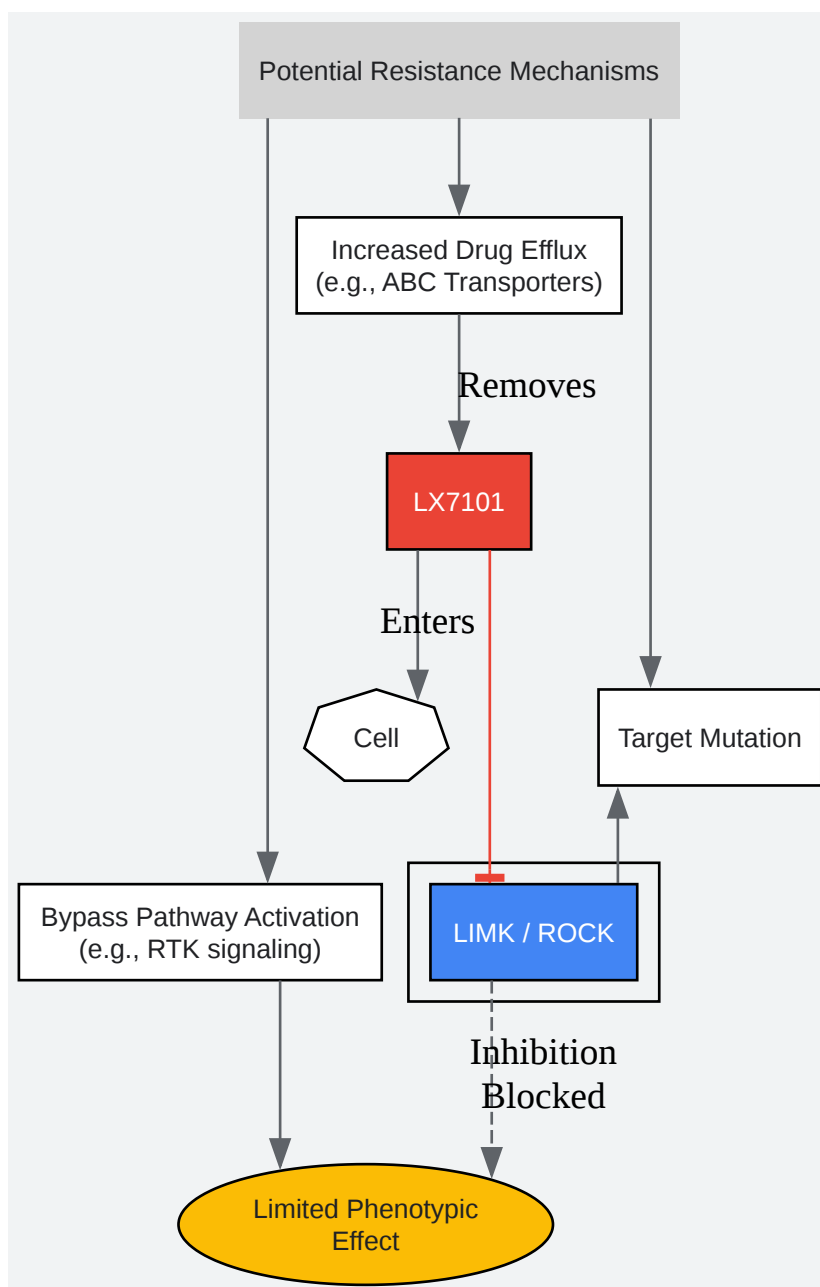 Potential Resistance Mechanisms
Increased Drug Efflux
(e.g., ABC Transporters)
Removes
LX7101
Enters
Cell
Target Mutation
Bypass Pathway Activation
(e.g., RTK signaling)
LIMK / ROCK
Inhibition
Blocked
Limited Phenotypic
Effect